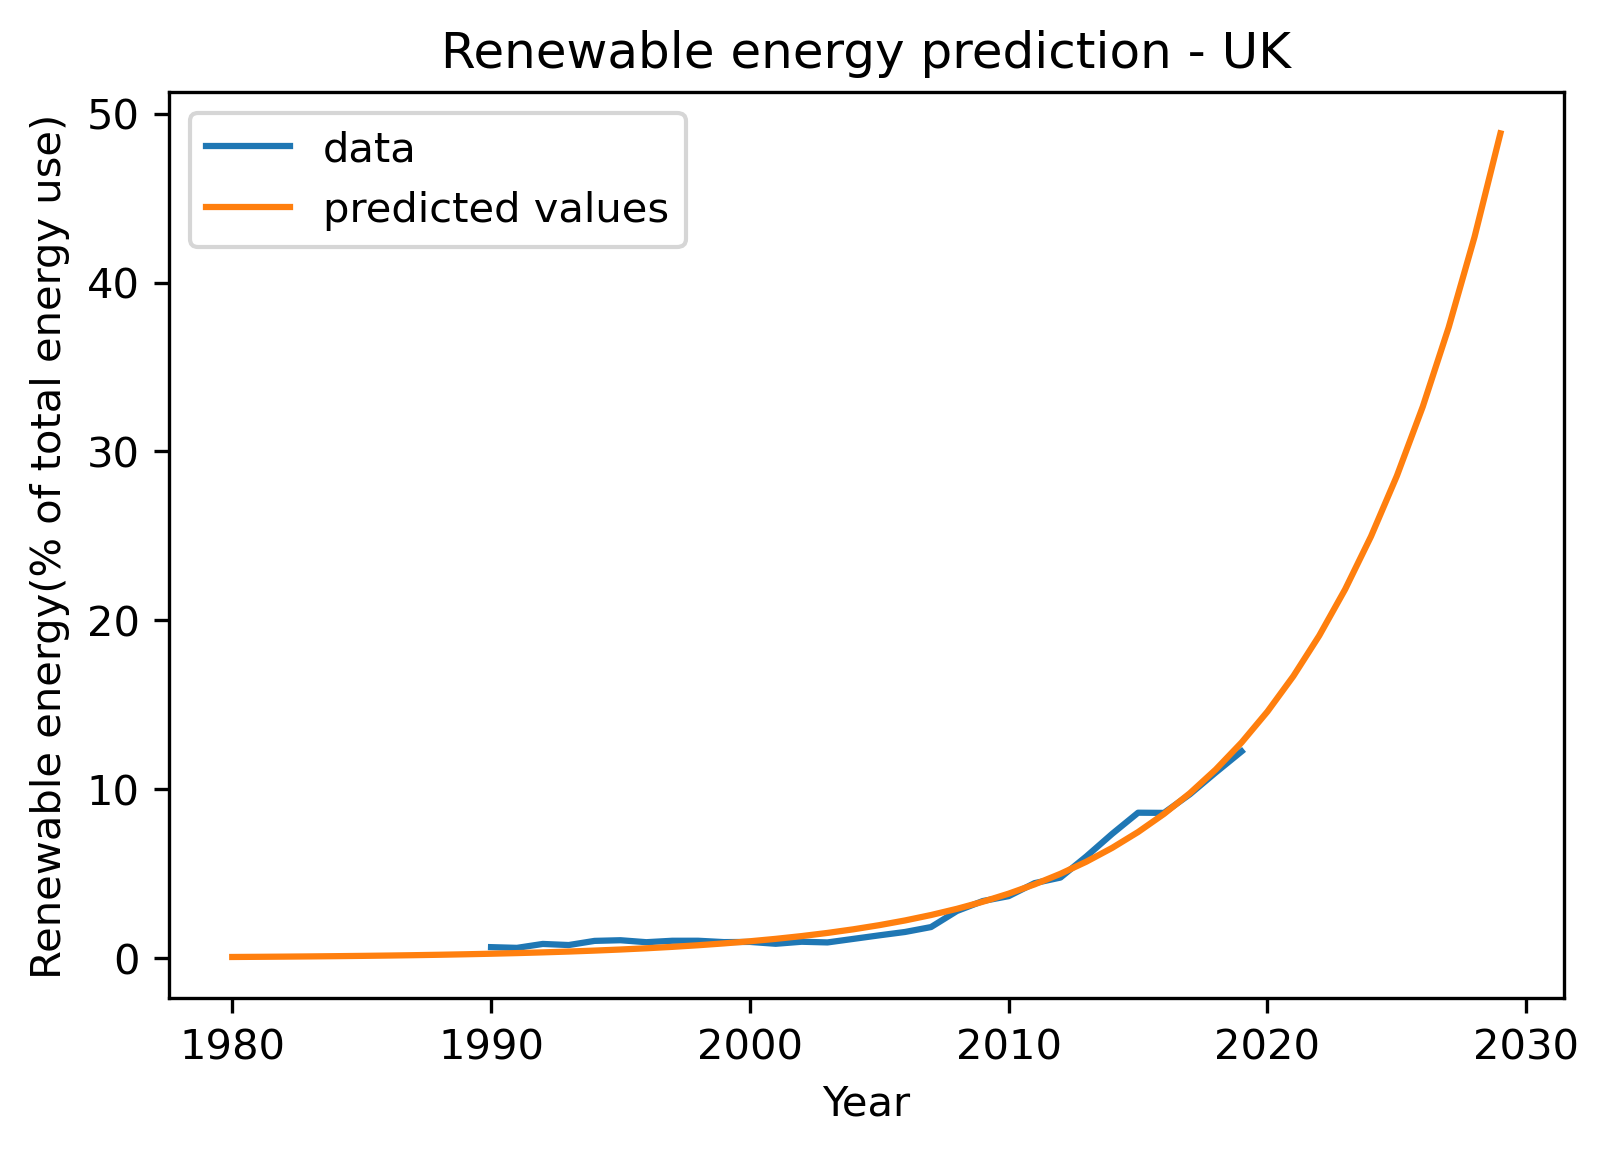 Renewable energy prediction - UK
Renewable energy(% of total energy use)
50
40
30
20
10
0
data
predicted values
1980 1990 2000 2010 2020 2030
Year